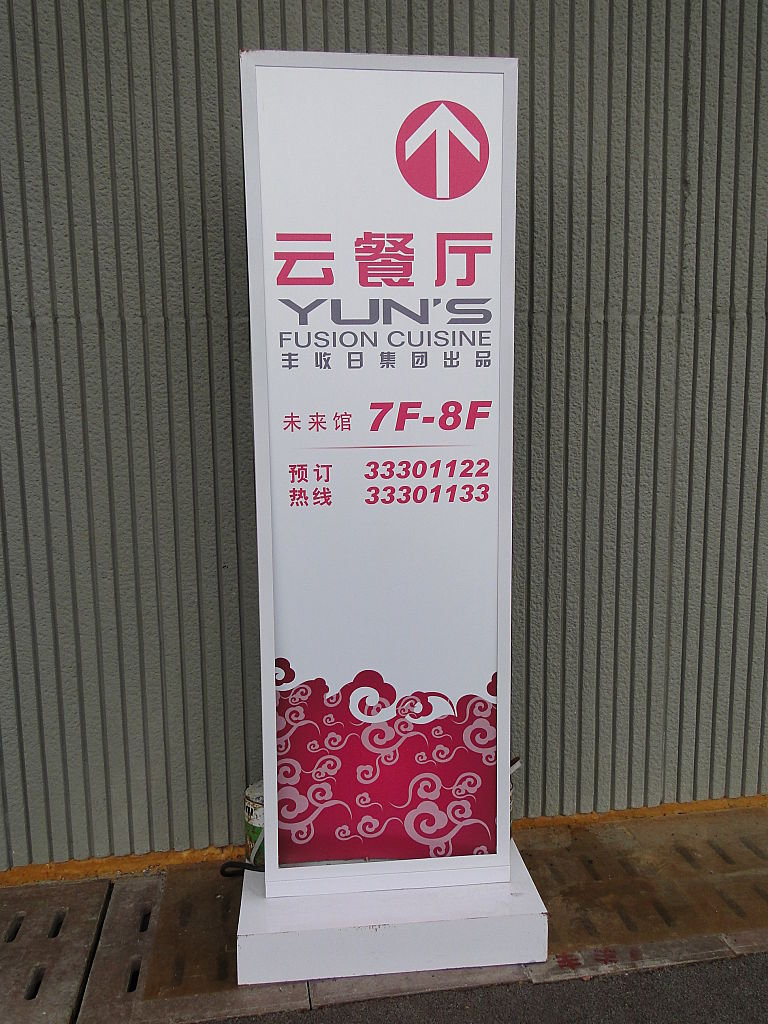 云餐厅
YUN'S
FUSION CUISINE
丰收日集团出品
未来馆 7F-8F
预订 33301122
热线 33301133